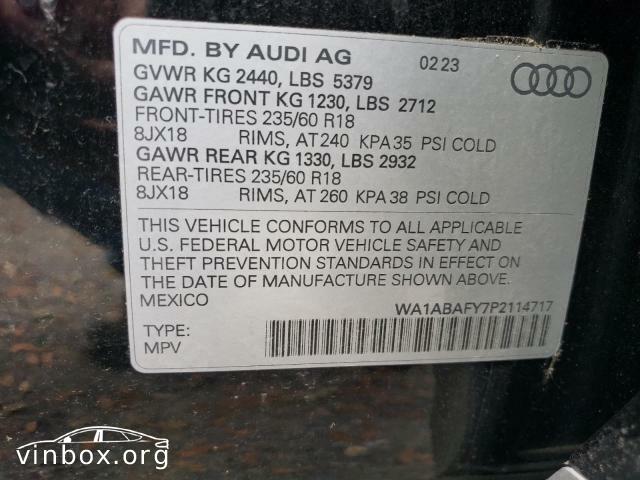 MFD. BY AUDI AG 02 23
GVWR KG 2440, LBS 5379
GAWR FRONT KG 1230, LBS 2712
FRONT-TIRES 235/60 R18
8JX18 RIMS, AT 240 KPA 35 PSI COLD
GAWR REAR KG 1330, LBS 2932
REAR-TIRES 235/60 R18
8JX18 RIMS, AT 260 KPA 38 PSI COLD
THIS VEHICLE CONFORMS TO ALL APPLICABLE
U.S. FEDERAL MOTOR VEHICLE SAFETY AND
THEFT PREVENTION STANDARDS IN EFFECT ON
THE DATE OF MANUFACTURE SHOWN ABOVE.
MEXICO
WA1ABAFY7P2114717
TYPE:
MPV
vinbox.org